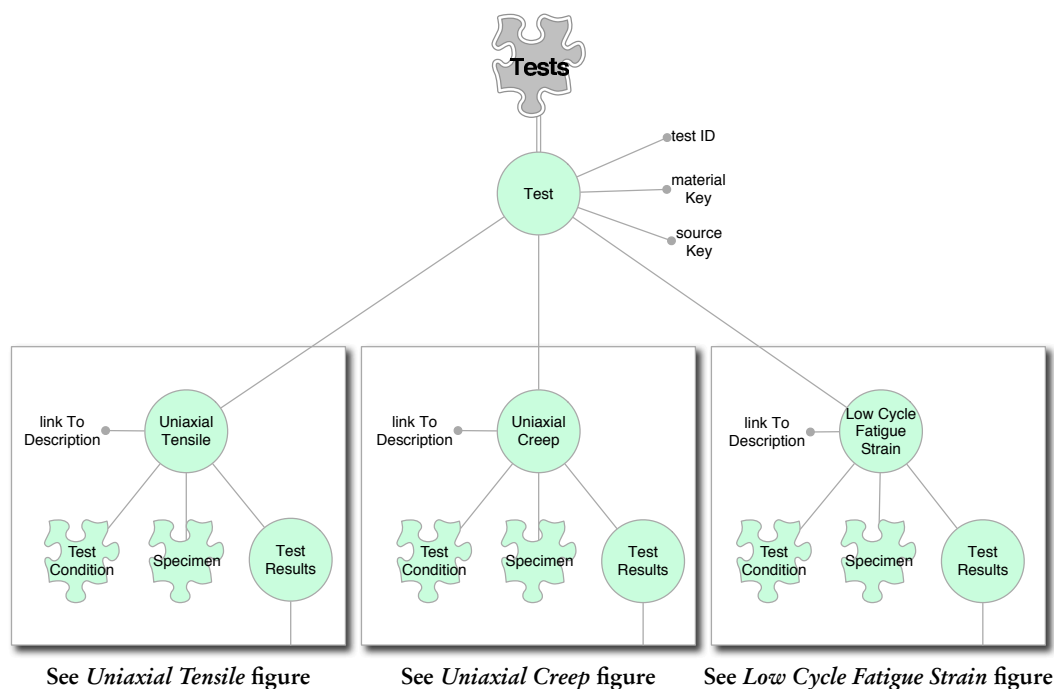 Tests
test ID
Test
material
Key
source
Key
link To
Description
Uniaxial
Tensile
Test
Condition
Specimen
Test
Results
link To
Description
Uniaxial
Creep
Test
Condition
Specimen
Test
Results
link To
Description
Low Cycle
Fatigue
Strain
Test
Condition
Specimen
Test
Results
See Uniaxial Tensile figure
See Uniaxial Creep figure
See Low Cycle Fatigue Strain figure